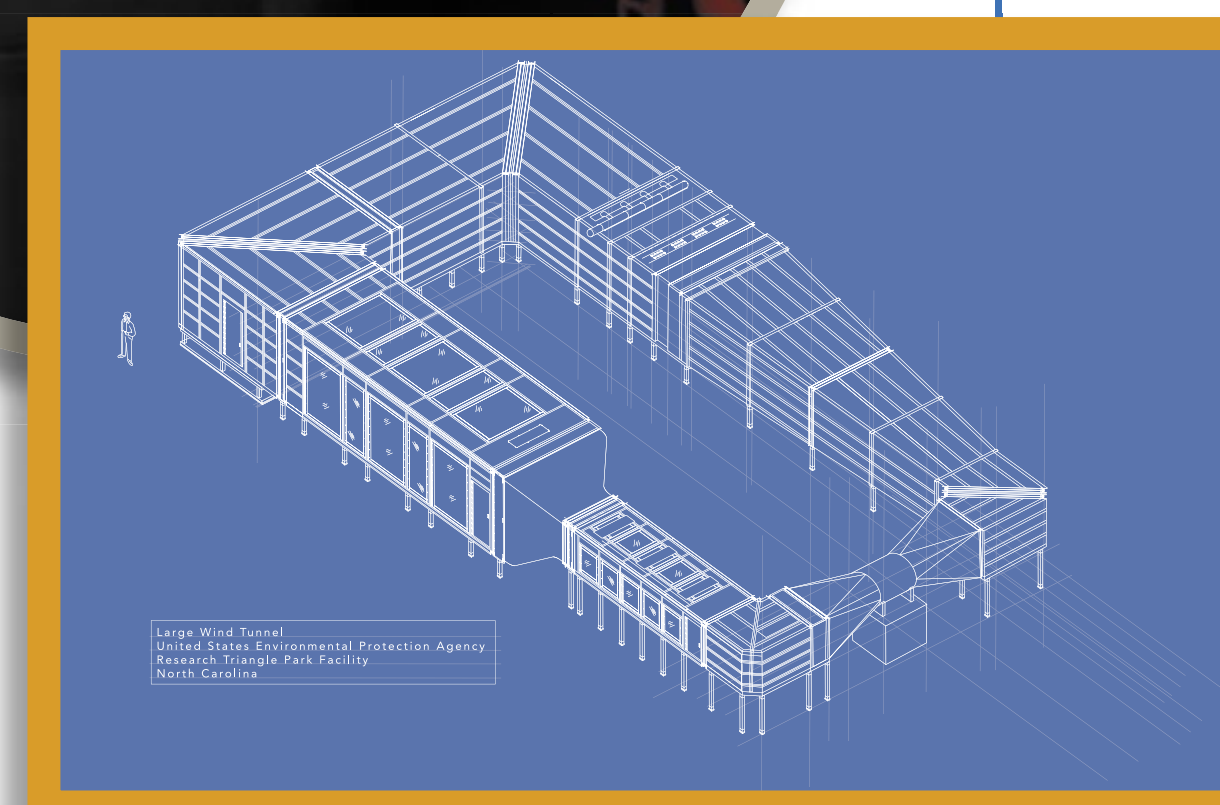 Large Wind Tunnel
United States Environmental Protection Agency
Research Triangle Park Facility
North Carolina